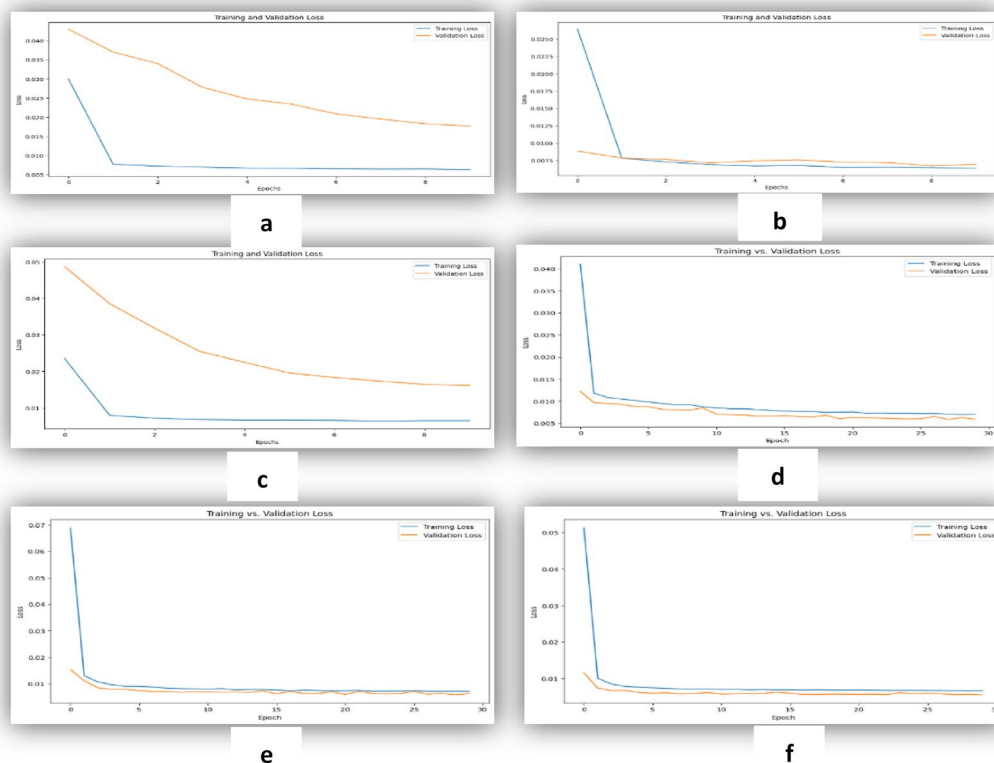 Training and Validation Loss
Training Loss
Validation Loss
0.040
0.035
0.030
0.025
0.020
0.015
0.010
0.005
Loss
0 2 4 6 8
Epochs
a
Training and Validation Loss
Training Loss
Validation Loss
0.0250
0.0225
0.0200
0.0175
0.0150
0.0125
0.0100
0.0075
Loss
0 2 4 6 8
Epochs
b
Training and Validation Loss
Training Loss
Validation Loss
0.05
0.04
0.03
0.02
0.01
Loss
0 2 4 6 8
Epochs
c
Training vs. Validation Loss
Training Loss
Validation Loss
0.040
0.035
0.030
0.025
0.020
0.015
0.010
0.005
Loss
0 5 10 15 20 25 30
Epoch
d
Training vs. Validation Loss
Training Loss
Validation Loss
0.07
0.06
0.05
0.04
0.03
0.02
0.01
Loss
0 5 10 15 20 25 30
Epoch
e
Training vs. Validation Loss
Training Loss
Validation Loss
0.05
0.04
0.03
0.02
0.01
Loss
0 5 10 15 20 25 30
Epoch
f